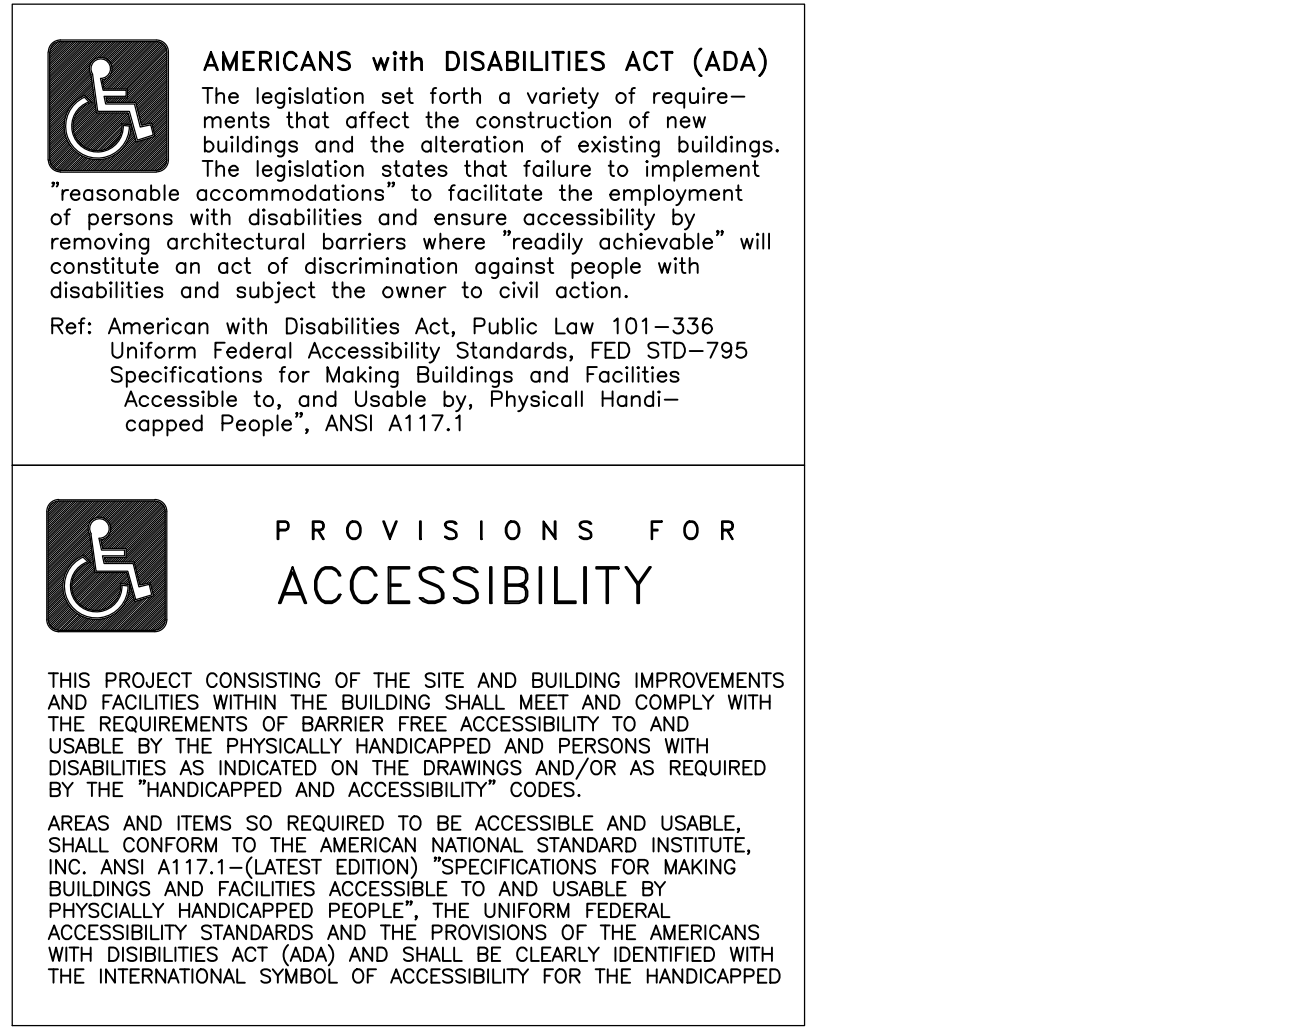 AMERICANS with DISABILITIES ACT (ADA)
The legislation set forth a variety of require-
ments that affect the construction of new
buildings and the alteration of existing buildings.
The legislation states that failure to implement
"reasonable accommodations" to facilitate the employment
of persons with disabilities and ensure accessibility by
removing architectural barriers where "readily achievable" will
constitute an act of discrimination against people with
disabilities and subject the owner to civil action.
Ref: American with Disabilities Act, Public Law 101-336
Uniform Federal Accessibility Standards, FED STD-795
Specifications for Making Buildings and Facilities
Accessible to, and Usable by, Physicall Handi-
capped People", ANSI A117.1
PROVISIONS FOR
ACCESSIBILITY
THIS PROJECT CONSISTING OF THE SITE AND BUILDING IMPROVEMENTS
AND FACILITIES WITHIN THE BUILDING SHALL MEET AND COMPLY WITH
THE REQUIREMENTS OF BARRIER FREE ACCESSIBILITY TO AND
USABLE BY THE PHYSICALLY HANDICAPPED AND PERSONS WITH
DISABILITIES AS INDICATED ON THE DRAWINGS AND/OR AS REQUIRED
BY THE "HANDICAPPED AND ACCESSIBILITY" CODES.
AREAS AND ITEMS SO REQUIRED TO BE ACCESSIBLE AND USABLE,
SHALL CONFORM TO THE AMERICAN NATIONAL STANDARD INSTITUTE,
INC. ANSI A117.1-(LATEST EDITION) "SPECIFICATIONS FOR MAKING
BUILDINGS AND FACILITIES ACCESSIBLE TO AND USABLE BY
PHYSCIALLY HANDICAPPED PEOPLE", THE UNIFORM FEDERAL
ACCESSIBILITY STANDARDS AND THE PROVISIONS OF THE AMERICANS
WITH DISIBILITIES ACT (ADA) AND SHALL BE CLEARLY IDENTIFIED WITH
THE INTERNATIONAL SYMBOL OF ACCESSIBILITY FOR THE HANDICAPPED